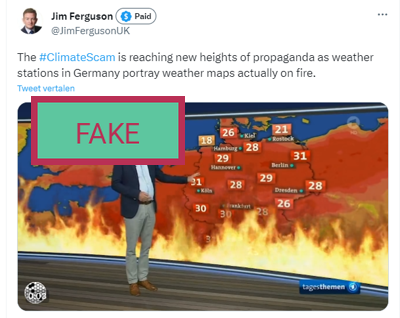 Jim Ferguson Paid
@JimFergusonUK
The #ClimateScam is reaching new heights of propaganda as weather
stations in Germany portray weather maps actually on fire.
Tweet vertalen
FAKE
18 26 21
Kiel Rostock
Hamburg 28
29 31
Hannover Berlin
31 28 29 28
Köln Dresden
30 26
Frankfurt
tagesthemen